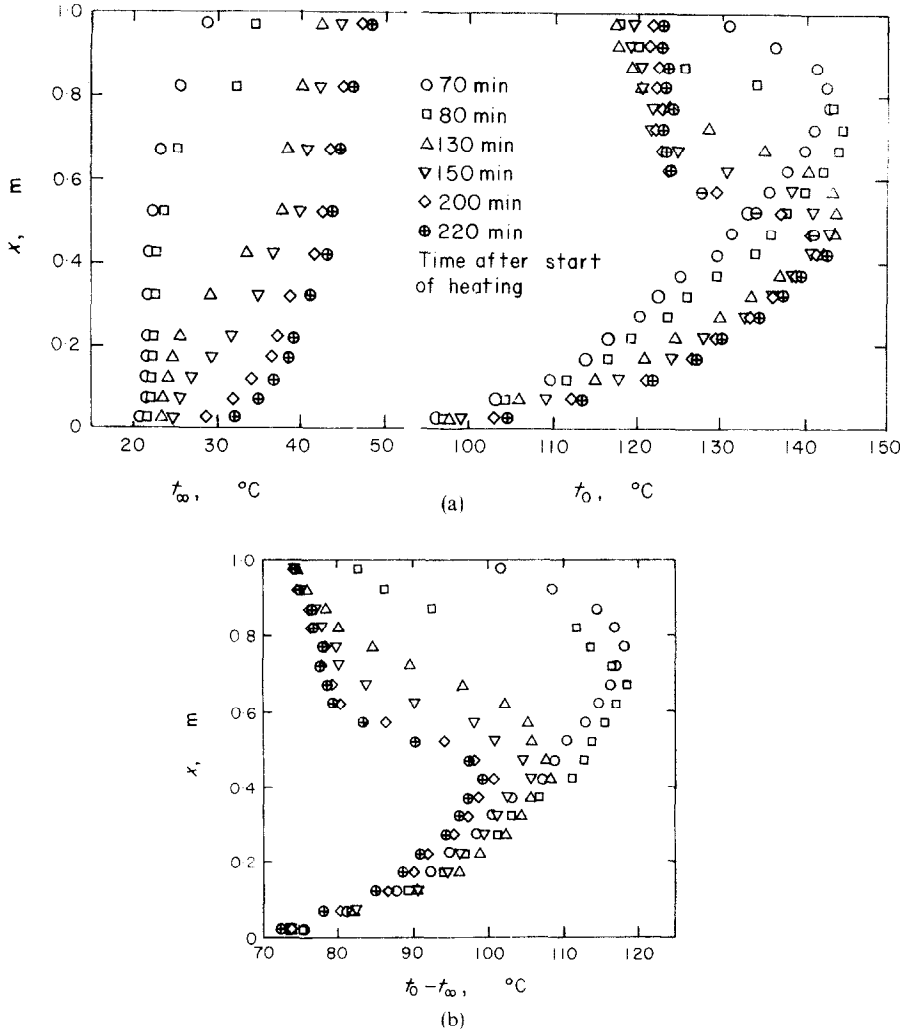 1·0
0·8
0·6
0·4
0·2
0
x, m
20 30 40 50
t∞, °C
70 min
80 min
130 min
150 min
200 min
220 min
Time after start
of heating
100 110 120 130 140 150
t₀, °C
(a)
1·0
0·8
0·6
0·4
0·2
0
x, m
70 80 90 100 110 120
t₀−t∞, °C
(b)